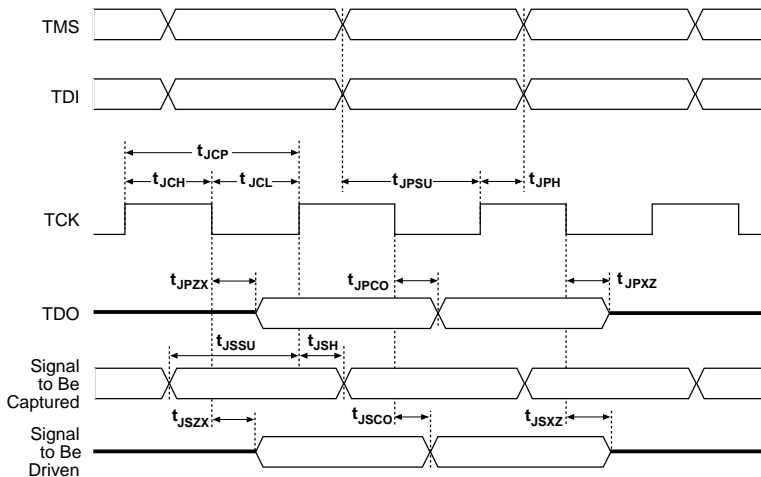 TMS
TDI
tJCP
tJCH
tJCL
tJPSU
tJPH
TCK
tJPZX
tJPCO
tJPXZ
TDO
tJSSU
tJSH
Signal
to Be
Captured
tJSZX
tJSCO
tJSXZ
Signal
to Be
Driven